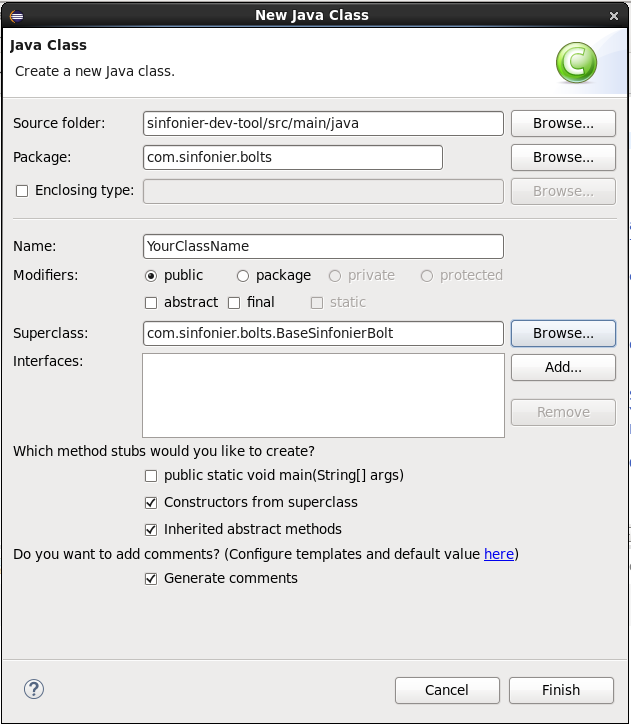 New Java Class
Java Class
Create a new Java class.
C
Source folder: sinfonier-dev-tool/src/main/java Browse...
Package: com.sinfonier.bolts Browse...
Enclosing type: Browse...
Name: YourClassName
Modifiers: public package private protected
abstract final static
Superclass: com.sinfonier.bolts.BaseSinfonierBolt Browse...
Interfaces: Add...
Remove
Which method stubs would you like to create?
public static void main(String[] args)
Constructors from superclass
Inherited abstract methods
Do you want to add comments? (Configure templates and default value here)
Generate comments
? Cancel Finish